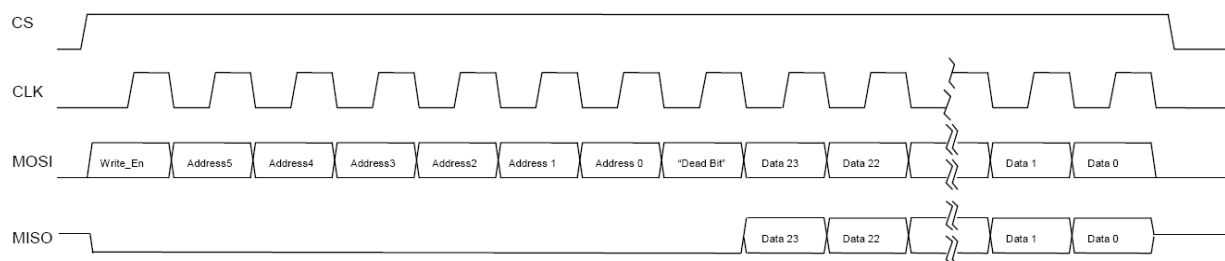 CS
CLK
MOSI Write_En Address5 Address4 Address3 Address2 Address 1 Address 0 "Dead Bit" Data 23 Data 22 Data 1 Data 0
MISO Data 23 Data 22 Data 1 Data 0